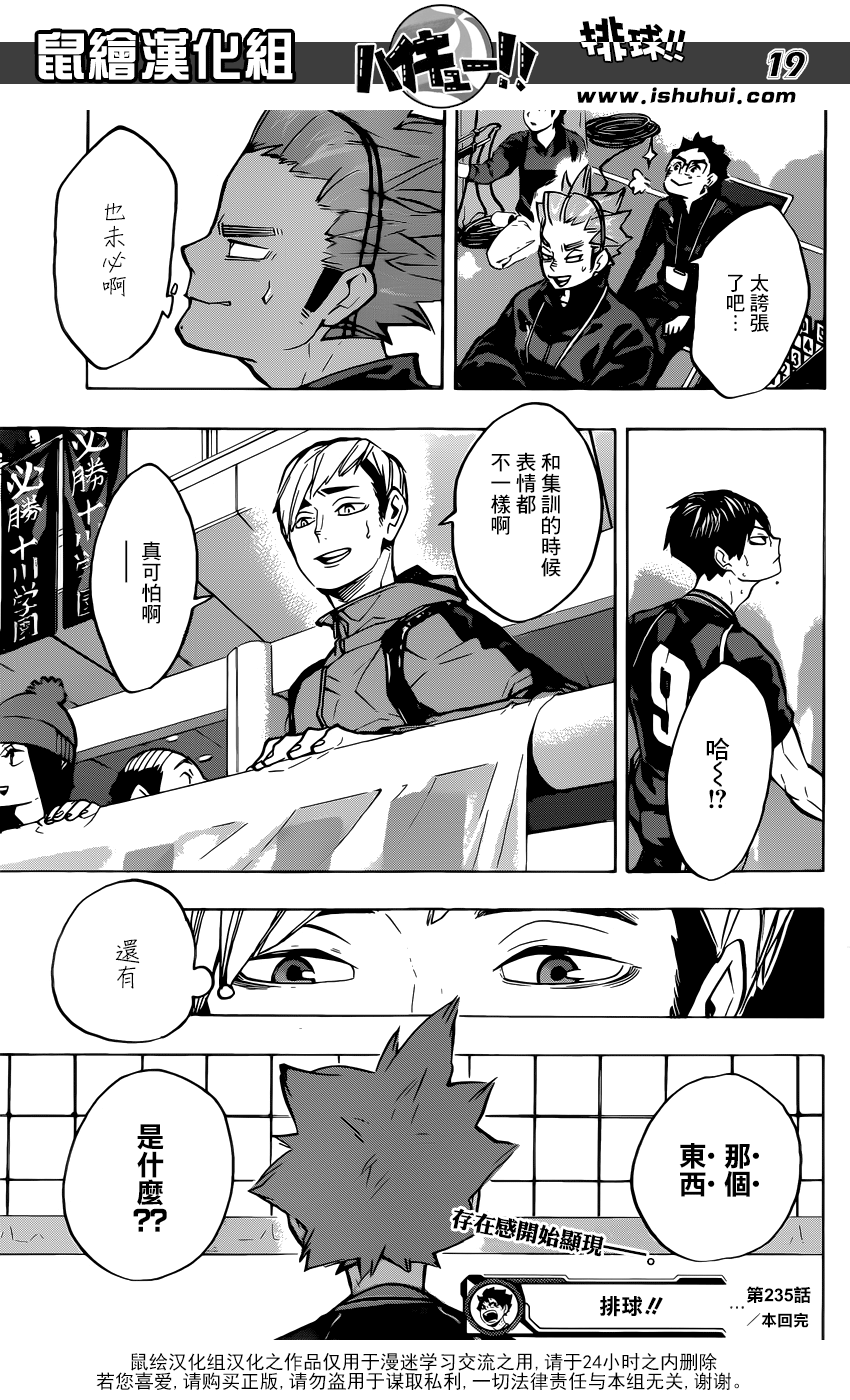 鼠繪漢化組
ハイキュー!!
排球!!
19
www.ishuhui.com
太誇張
了吧…
也未必啊
哈~!?
9
和集訓的時候
表情都
不一樣啊
真可怕啊
——
必勝十川学園
必勝十川学園
還有
那個
東西
是什麼??
存在感開始顯現——。
排球!!
…
第235話
／本回完
鼠绘汉化组汉化之作品仅用于漫迷学习交流之用, 请于24小时之内删除
若您喜爱, 请购买正版, 请勿盗用于谋取私利, 一切法律责任与本组无关, 谢谢。